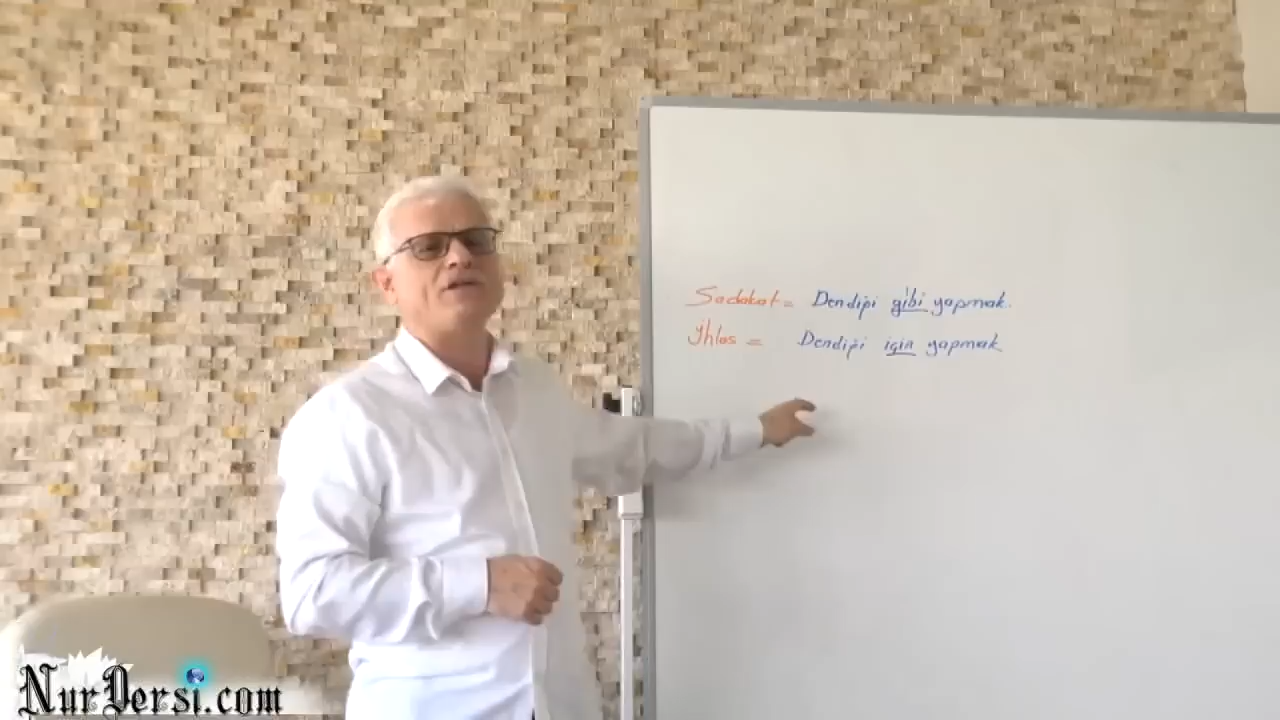 Sadakat = Dendiği gibi yapmak.
İhlas = Dendiği için yapmak
NurDersi.com